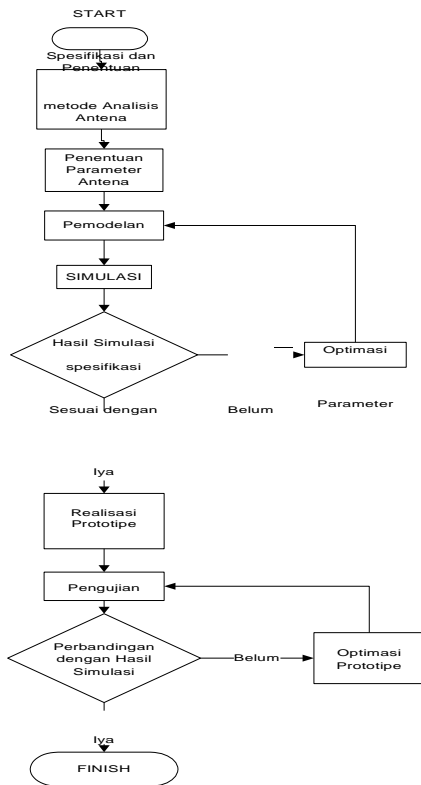 START
Spesifikasi dan
Penentuan
metode Analisis
Antena
Penentuan
Parameter
Antena
Pemodelan
SIMULASI
Hasil Simulasi
spesifikasi
Optimasi
Sesuai dengan
Belum
Parameter
Iya
Realisasi
Prototipe
Pengujian
Perbandingan
dengan Hasil
Simulasi
Belum
Optimasi
Prototipe
Iya
FINISH